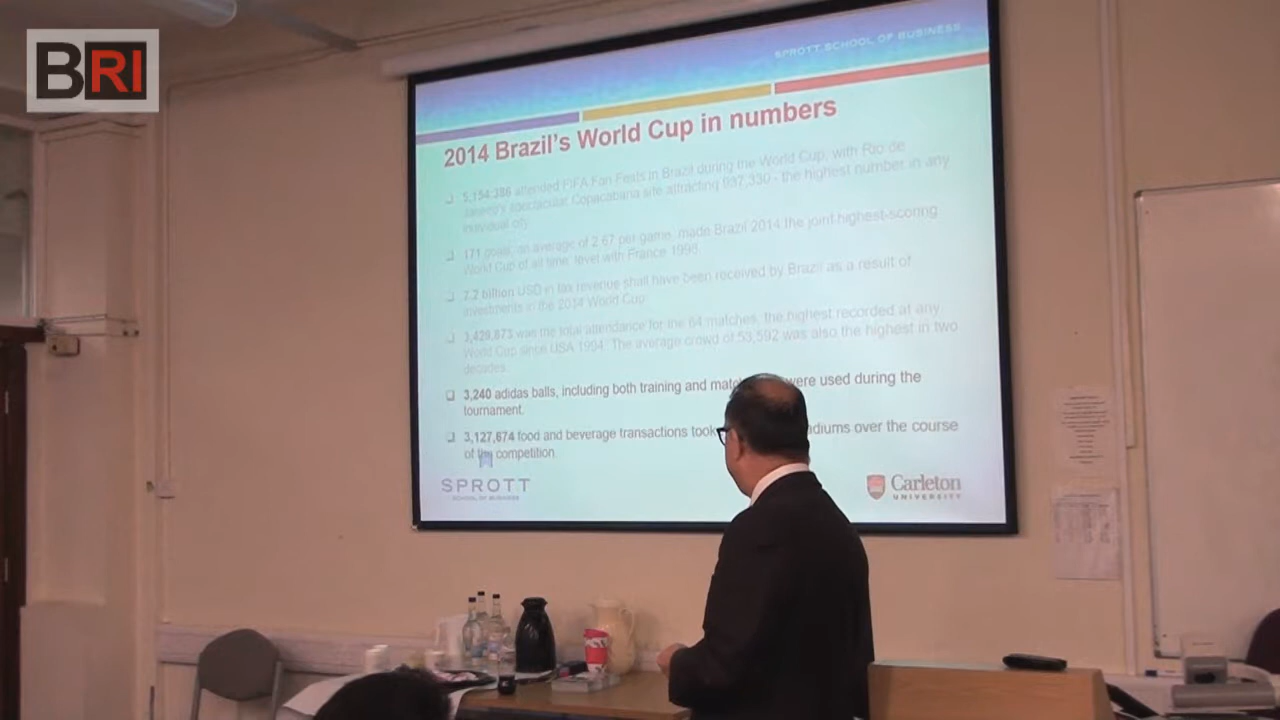 BRI
SPROTT SCHOOL OF BUSINESS
2014 Brazil's World Cup in numbers
5,154,386 attended FIFA Fan Fests in Brazil during the World Cup, with Rio de
Janeiro's spectacular Copacabana site attracting 937,330 - the highest number in any
individual city.
171 goals, an average of 2.67 per game, made Brazil 2014 the joint highest-scoring
World Cup of all time, level with France 1998.
7.2 billion USD in tax revenue shall have been received by Brazil as a result of
investments in the 2014 World Cup.
3,429,873 was the total attendance for the 64 matches, the highest recorded at any
World Cup since USA 1994. The average crowd of 53,592 was also the highest in two
decades.
3,240 adidas balls, including both training and were used during the
tournament.
3,127,674 food and beverage transactions took over the course
of the competition.
SPROTT
SCHOOL OF BUSINESS
Carleton
UNIVERSITY